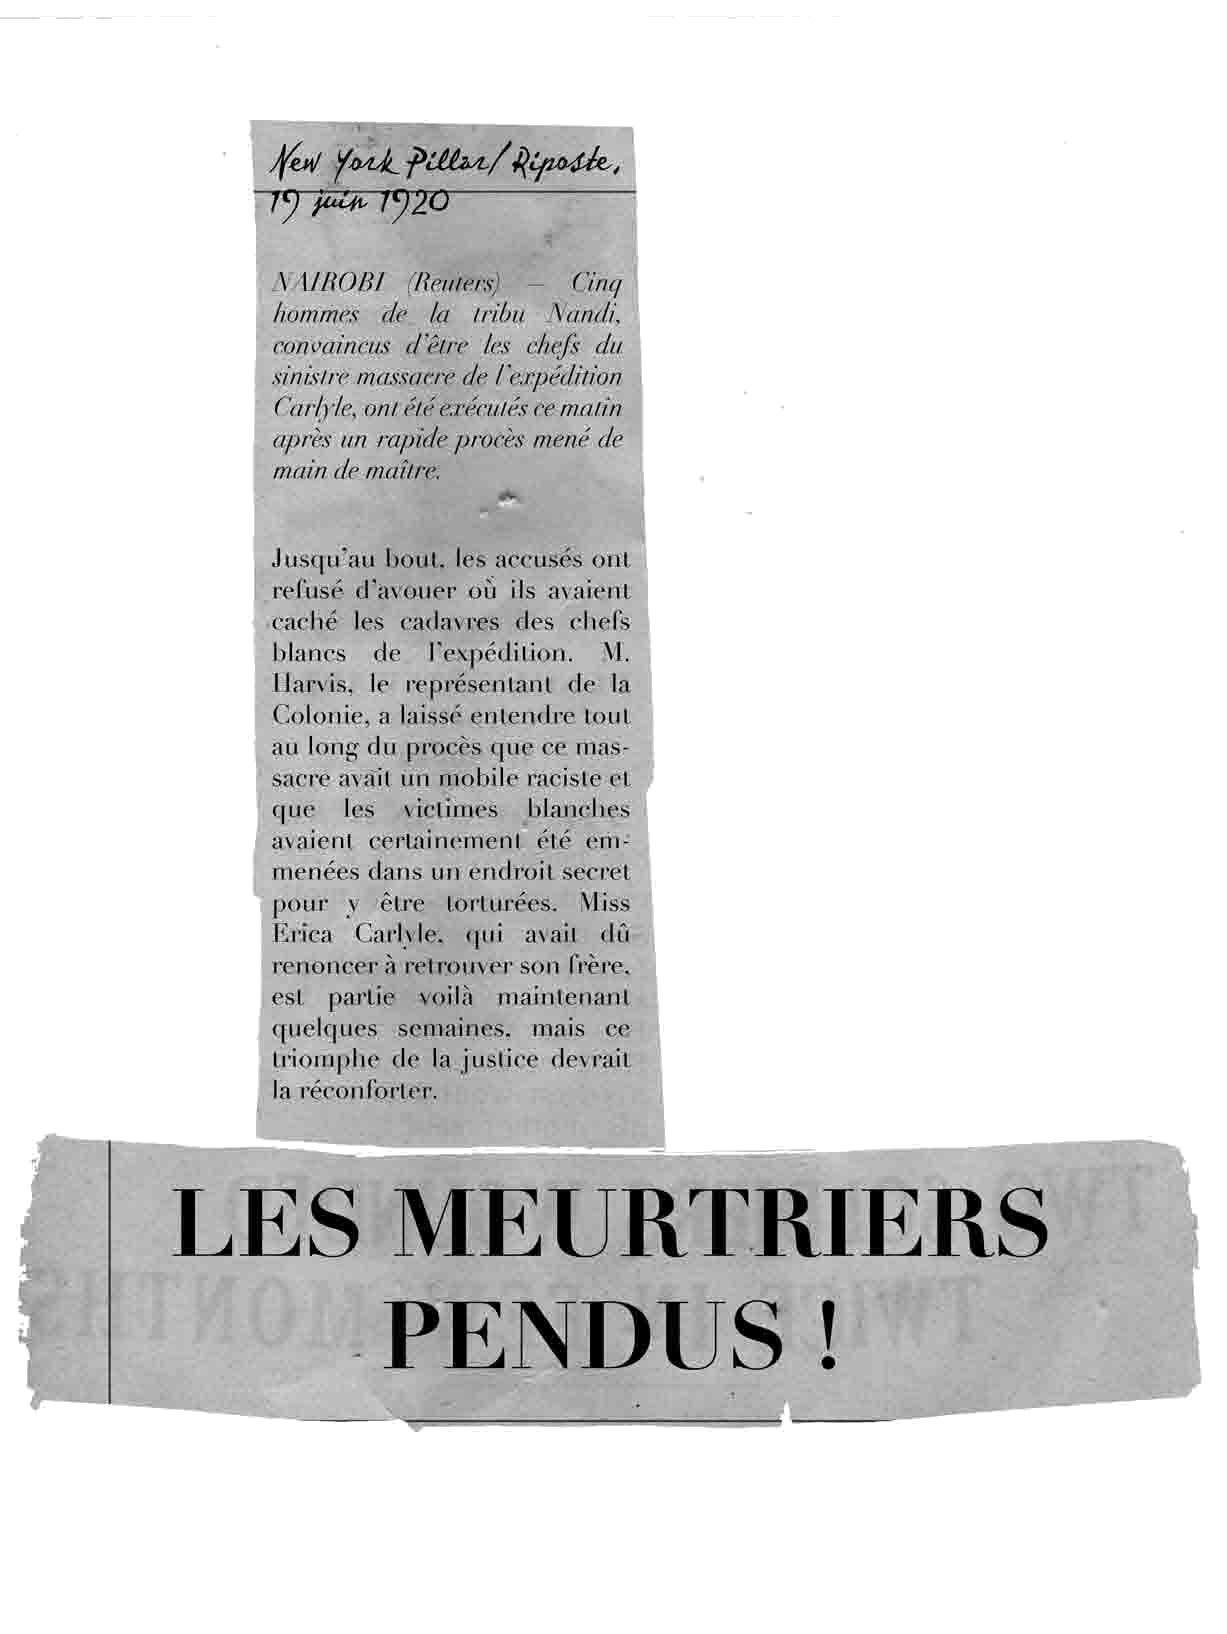 New York Pillar/Riposte,
19 juin 1920
NAIROBI (Reuters) – Cinq
hommes de la tribu Nandi,
convaincus d'être les chefs du
sinistre massacre de l'expédition
Carlyle, ont été exécutés ce matin
après un rapide procès mené de
main de maître.
Jusqu'au bout, les accusés ont
refusé d'avouer où ils avaient
caché les cadavres des chefs
blancs de l'expédition. M.
Harvis, le représentant de la
Colonie, a laissé entendre tout
au long du procès que ce mas-
sacre avait un mobile raciste et
que les victimes blanches
avaient certainement été em-
menées dans un endroit secret
pour y être torturées. Miss
Erica Carlyle, qui avait dû
renoncer à retrouver son frère,
est partie voilà maintenant
quelques semaines, mais ce
triomphe de la justice devrait
la réconforter.
LES MEURTRIERS
PENDUS !